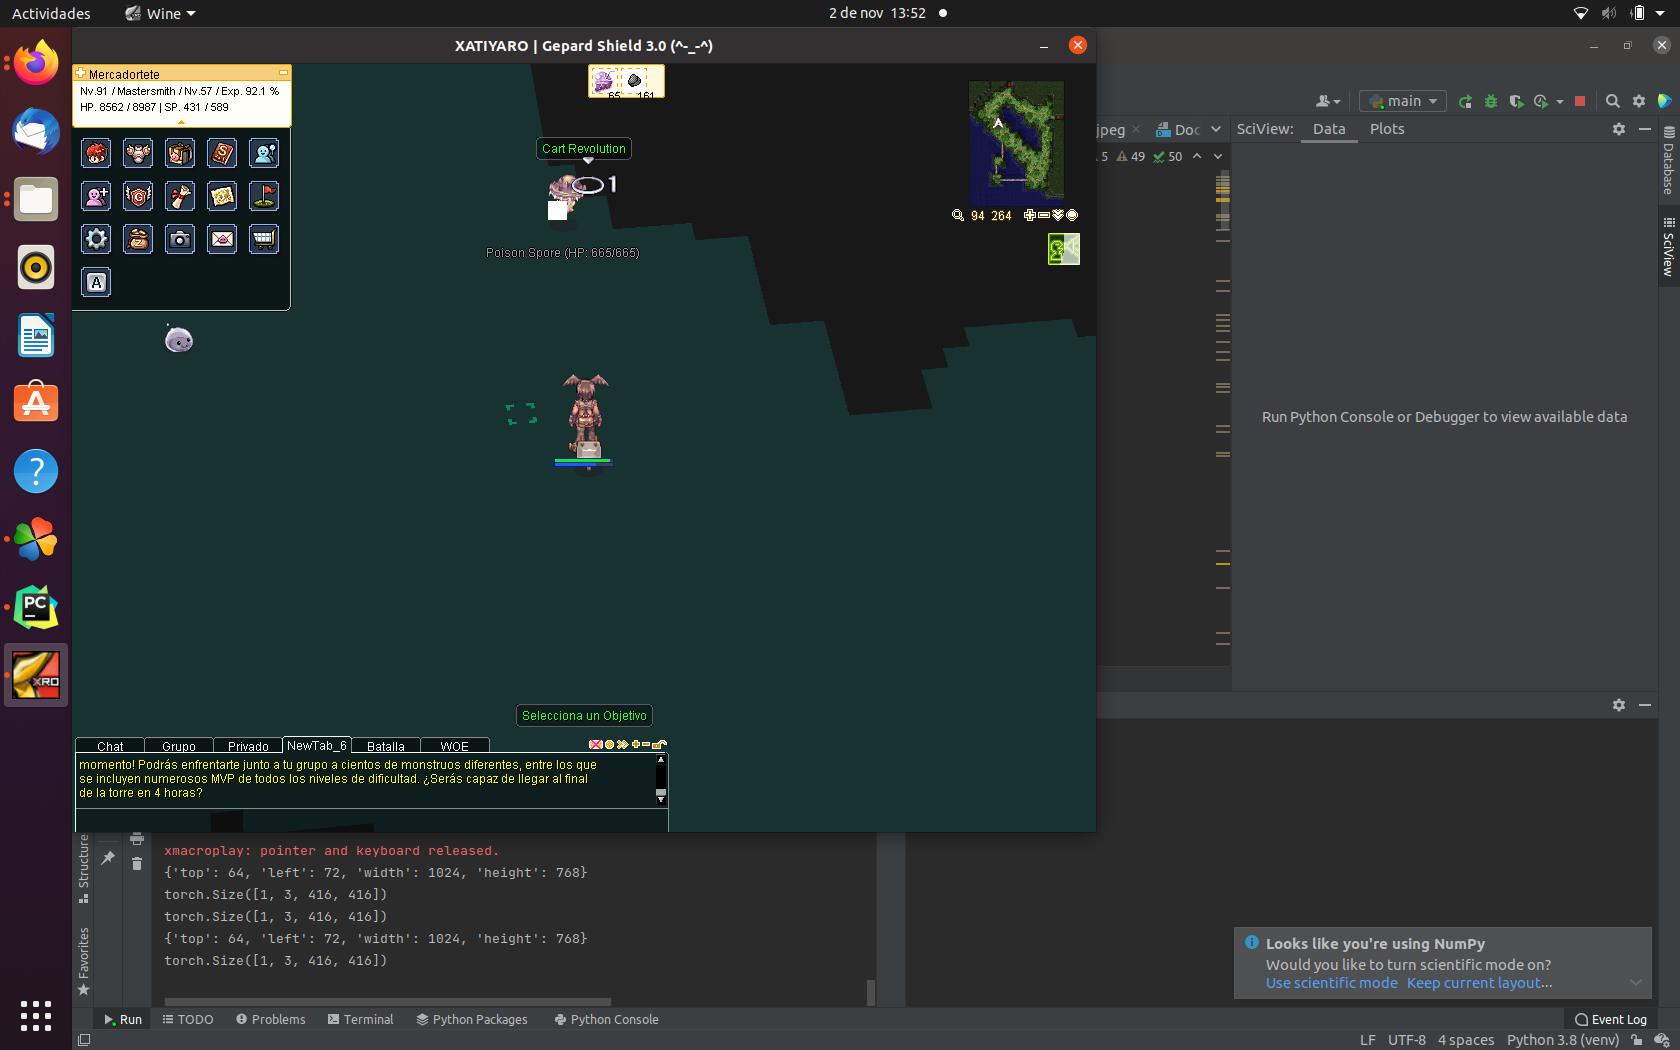 Actividades
Wine
2 de nov 13:52
XATIYARO | Gepard Shield 3.0 (^-_-^)
Mercadortete
Nv.91 / Mastersmith / Nv.57 / Exp. 92.1 %
HP. 8562 / 8987 | SP. 431 / 589
65 161
Cart Revolution
1
Poison Spore (HP: 665/665)
94 264
Selecciona un Objetivo
Chat
Grupo
Privado
NewTab_6
Batalla
WOE
momento! Podrás enfrentarte junto a tu grupo a cientos de monstruos diferentes, entre los que
se incluyen numerosos MVP de todos los niveles de dificultad. ¿Serás capaz de llegar al final
de la torre en 4 horas?
main
jpeg
Doc
SciView:
Data
Plots
5 49 50
Database
SciView
Run Python Console or Debugger to view available data
PC
XRO
A
Structure
Favorites
xmacroplay: pointer and keyboard released.
{'top': 64, 'left': 72, 'width': 1024, 'height': 768}
torch.Size([1, 3, 416, 416])
torch.Size([1, 3, 416, 416])
{'top': 64, 'left': 72, 'width': 1024, 'height': 768}
torch.Size([1, 3, 416, 416])
Looks like you're using NumPy
Would you like to turn scientific mode on?
Use scientific mode Keep current layout...
Run
TODO
Problems
Terminal
Python Packages
Python Console
Event Log
LF UTF-8 4 spaces Python 3.8 (venv)